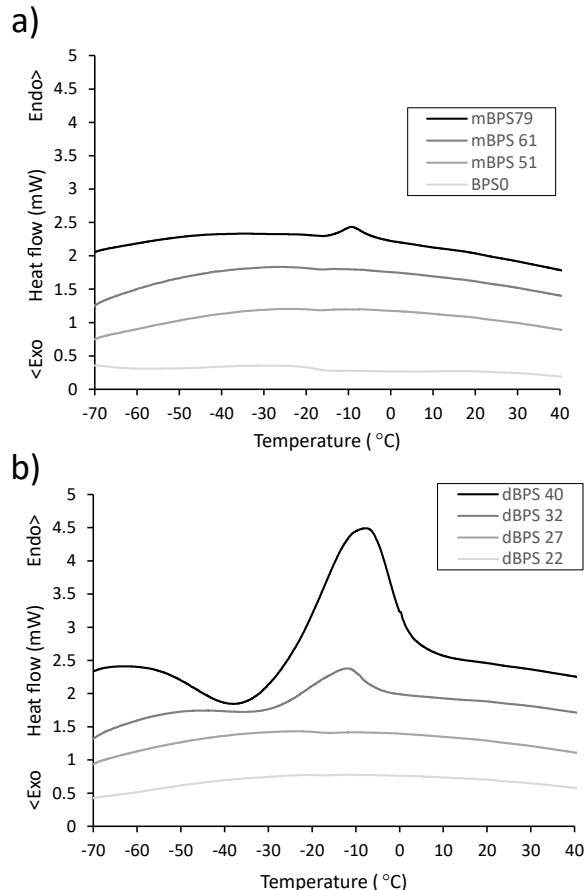 a)
5
4.5
4
3.5
3
2.5
2
1.5
1
0.5
0
<Exo Heat flow (mW) Endo>
mBPS79
mBPS 61
mBPS 51
BPS0
-70 -60 -50 -40 -30 -20 -10 0 10 20 30 40
Temperature ( °C)
b)
5
4.5
4
3.5
3
2.5
2
1.5
1
0.5
0
<Exo Heat flow (mW) Endo>
dBPS 40
dBPS 32
dBPS 27
dBPS 22
-70 -60 -50 -40 -30 -20 -10 0 10 20 30 40
Temperature ( °C)